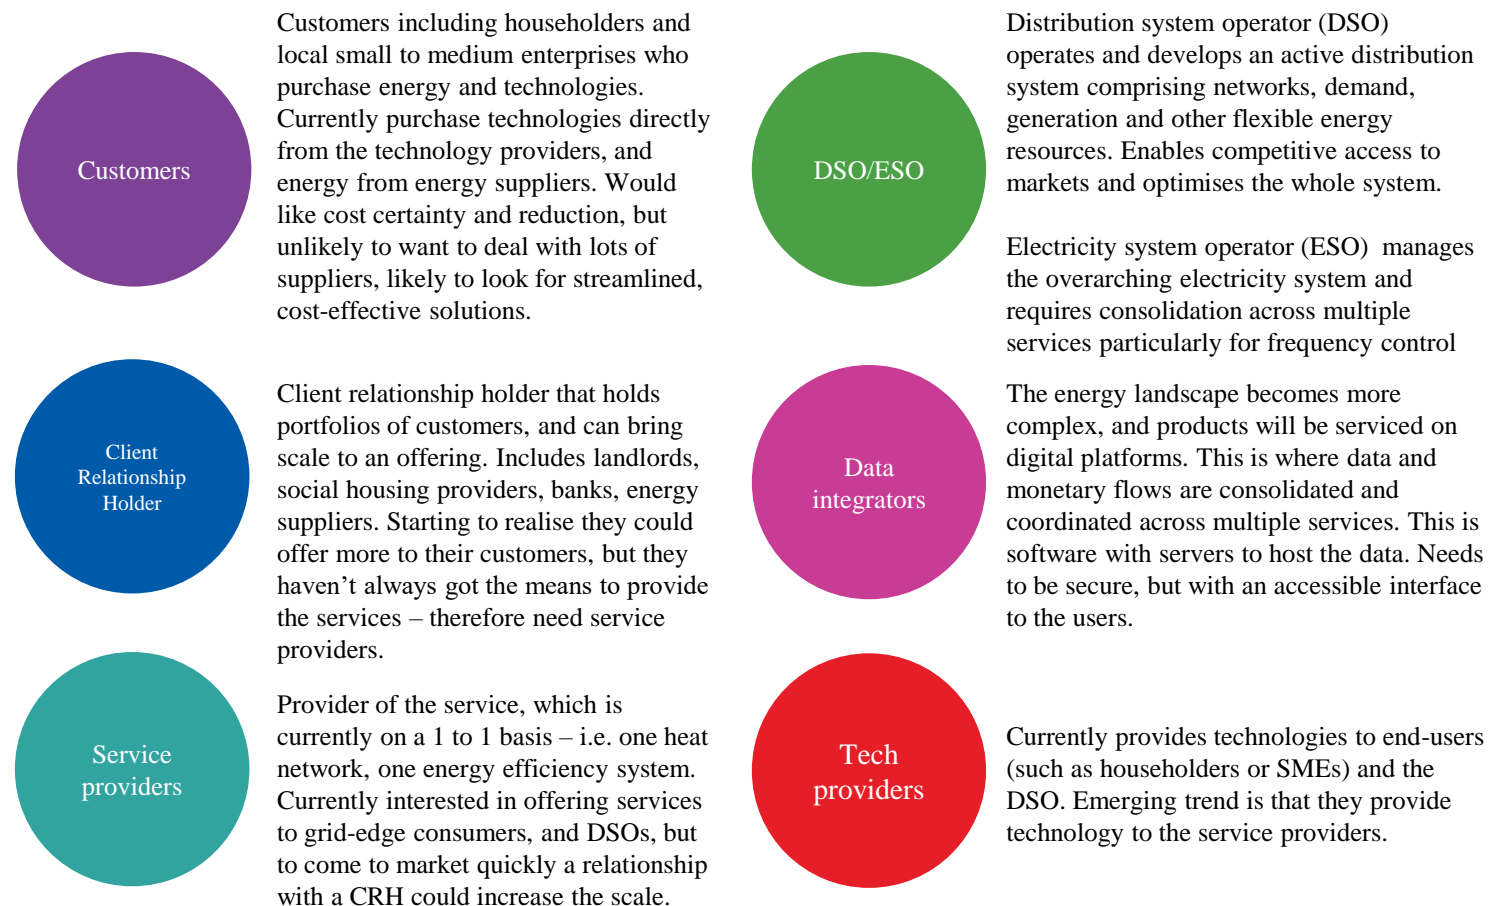 Customers
Customers including householders and
local small to medium enterprises who
purchase energy and technologies.
Currently purchase technologies directly
from the technology providers, and
energy from energy suppliers. Would
like cost certainty and reduction, but
unlikely to want to deal with lots of
suppliers, likely to look for streamlined,
cost-effective solutions.
DSO/ESO
Distribution system operator (DSO)
operates and develops an active distribution
system comprising networks, demand,
generation and other flexible energy
resources. Enables competitive access to
markets and optimises the whole system.
Electricity system operator (ESO)  manages
the overarching electricity system and
requires consolidation across multiple
services particularly for frequency control
Client
Relationship
Holder
Client relationship holder that holds
portfolios of customers, and can bring
scale to an offering. Includes landlords,
social housing providers, banks, energy
suppliers. Starting to realise they could
offer more to their customers, but they
haven’t always got the means to provide
the services – therefore need service
providers.
Data
integrators
The energy landscape becomes more
complex, and products will be serviced on
digital platforms. This is where data and
monetary flows are consolidated and
coordinated across multiple services. This is
software with servers to host the data. Needs
to be secure, but with an accessible interface
to the users.
Service
providers
Provider of the service, which is
currently on a 1 to 1 basis – i.e. one heat
network, one energy efficiency system.
Currently interested in offering services
to grid-edge consumers, and DSOs, but
to come to market quickly a relationship
with a CRH could increase the scale.
Tech
providers
Currently provides technologies to end-users
(such as householders or SMEs) and the
DSO. Emerging trend is that they provide
technology to the service providers.